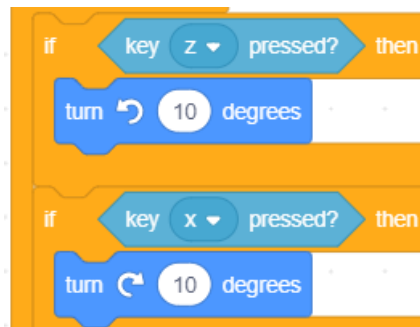 if key z pressed? then
turn 10 degrees
if key x pressed? then
turn 10 degrees